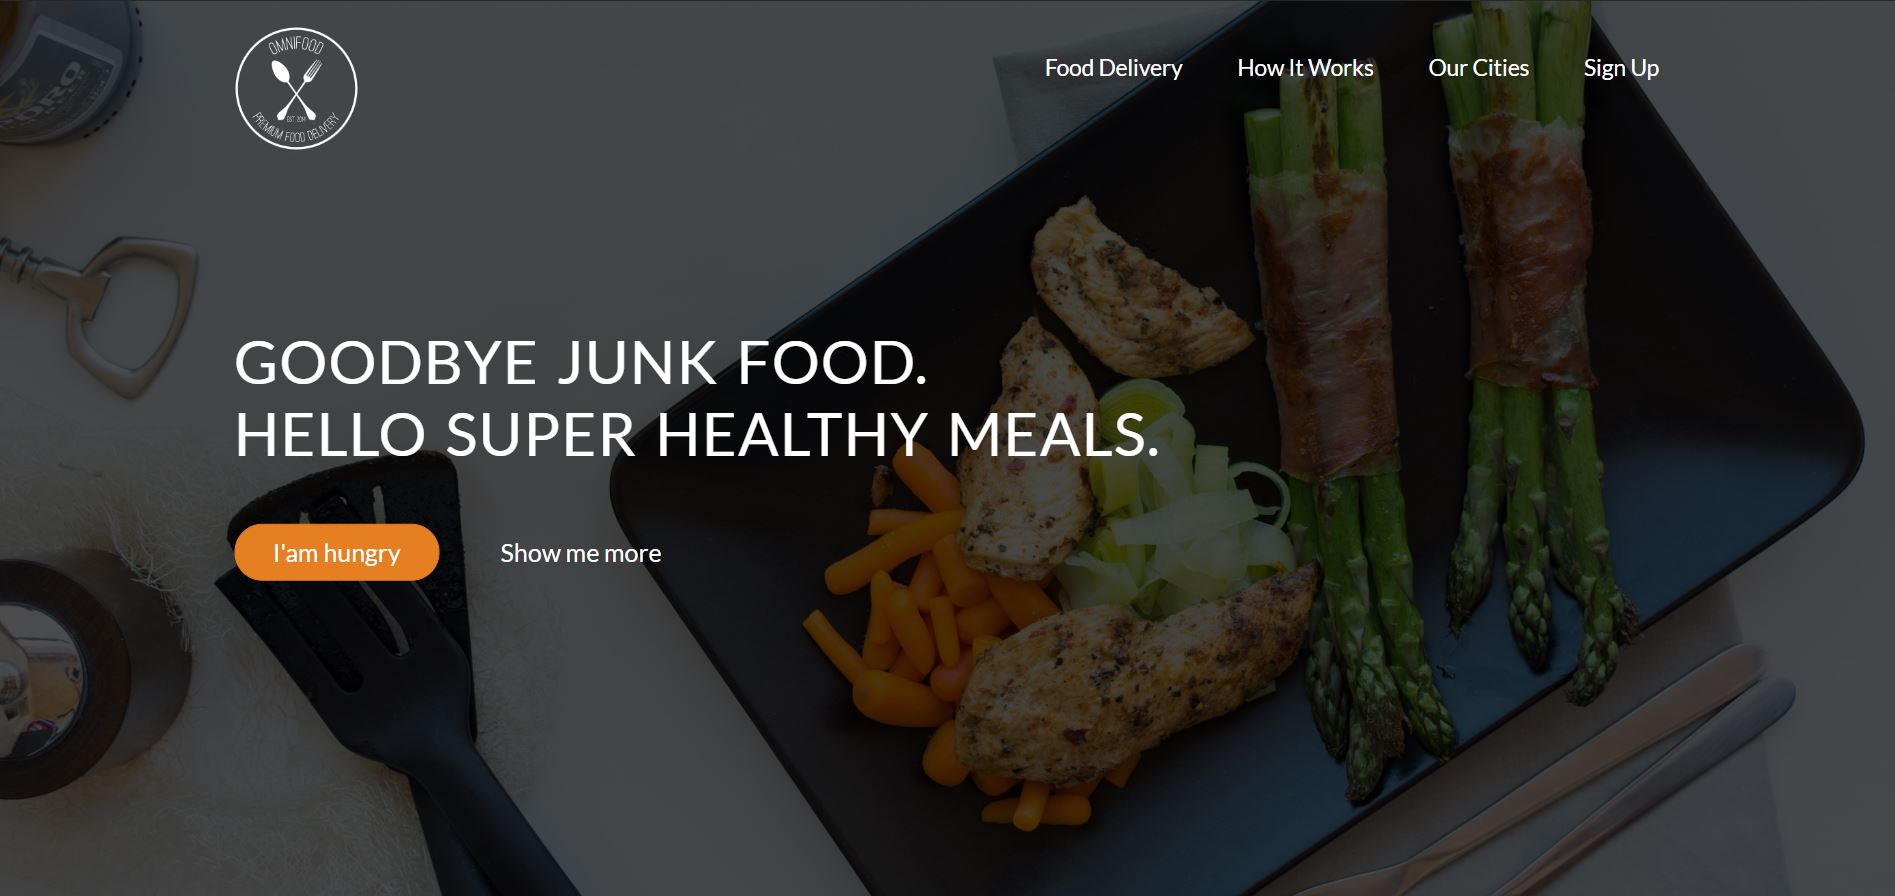 OMNIFOOD
EST. 2014
PREMIUM FOOD DELIVERY
Food Delivery
How It Works
Our Cities
Sign Up
GOODBYE JUNK FOOD.
HELLO SUPER HEALTHY MEALS.
I'am hungry
Show me more